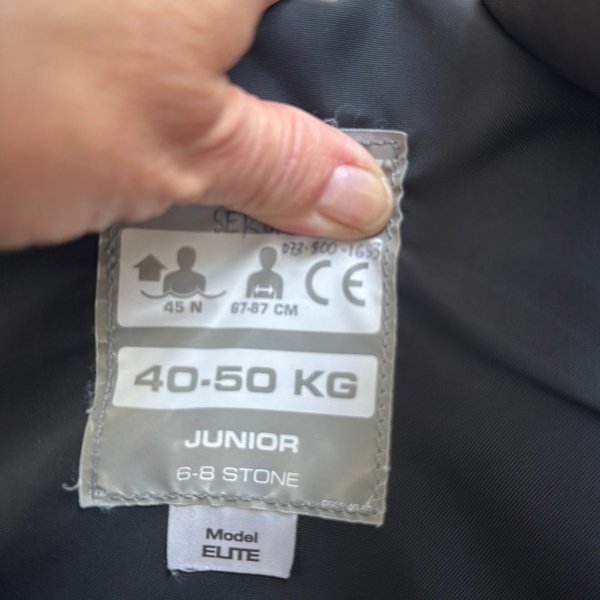 45 N
67-87 CM
CE
40-50 KG
JUNIOR
6-8 STONE
Model
ELITE